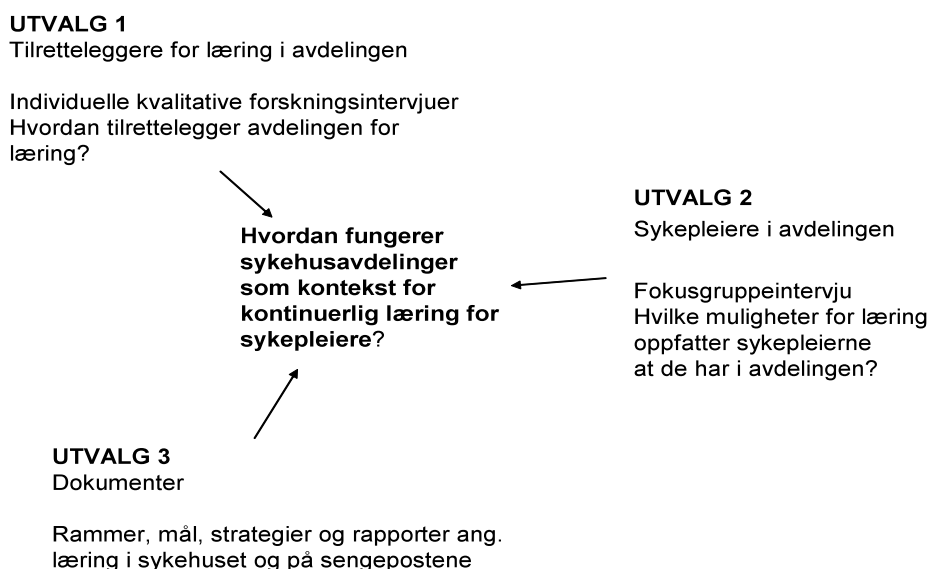 UTVALG 1
Tilretteleggere for læring i avdelingen
Individuelle kvalitative forskningsintervjuer
Hvordan tilrettelegger avdelingen for
læring?
UTVALG 2
Sykepleiere i avdelingen
Fokusgruppeintervju
Hvilke muligheter for læring
oppfatter sykepleierne
at de har i avdelingen?
Hvordan fungerer
sykehusavdelinger
som kontekst for
kontinuerlig læring for
sykepleiere?
UTVALG 3
Dokumenter
Rammer, mål, strategier og rapporter ang.
læring i sykehuset og på sengepostene